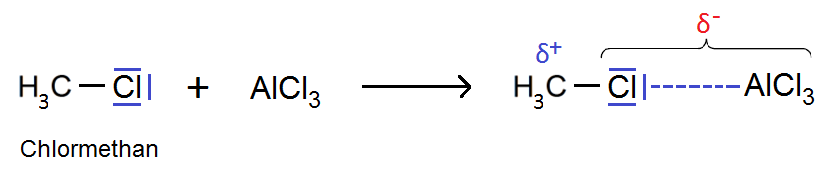 δ⁺ δ⁻
H₃C – Cl + AlCl₃ ⟶ H₃C – Cl ------ AlCl₃
Chlormethan